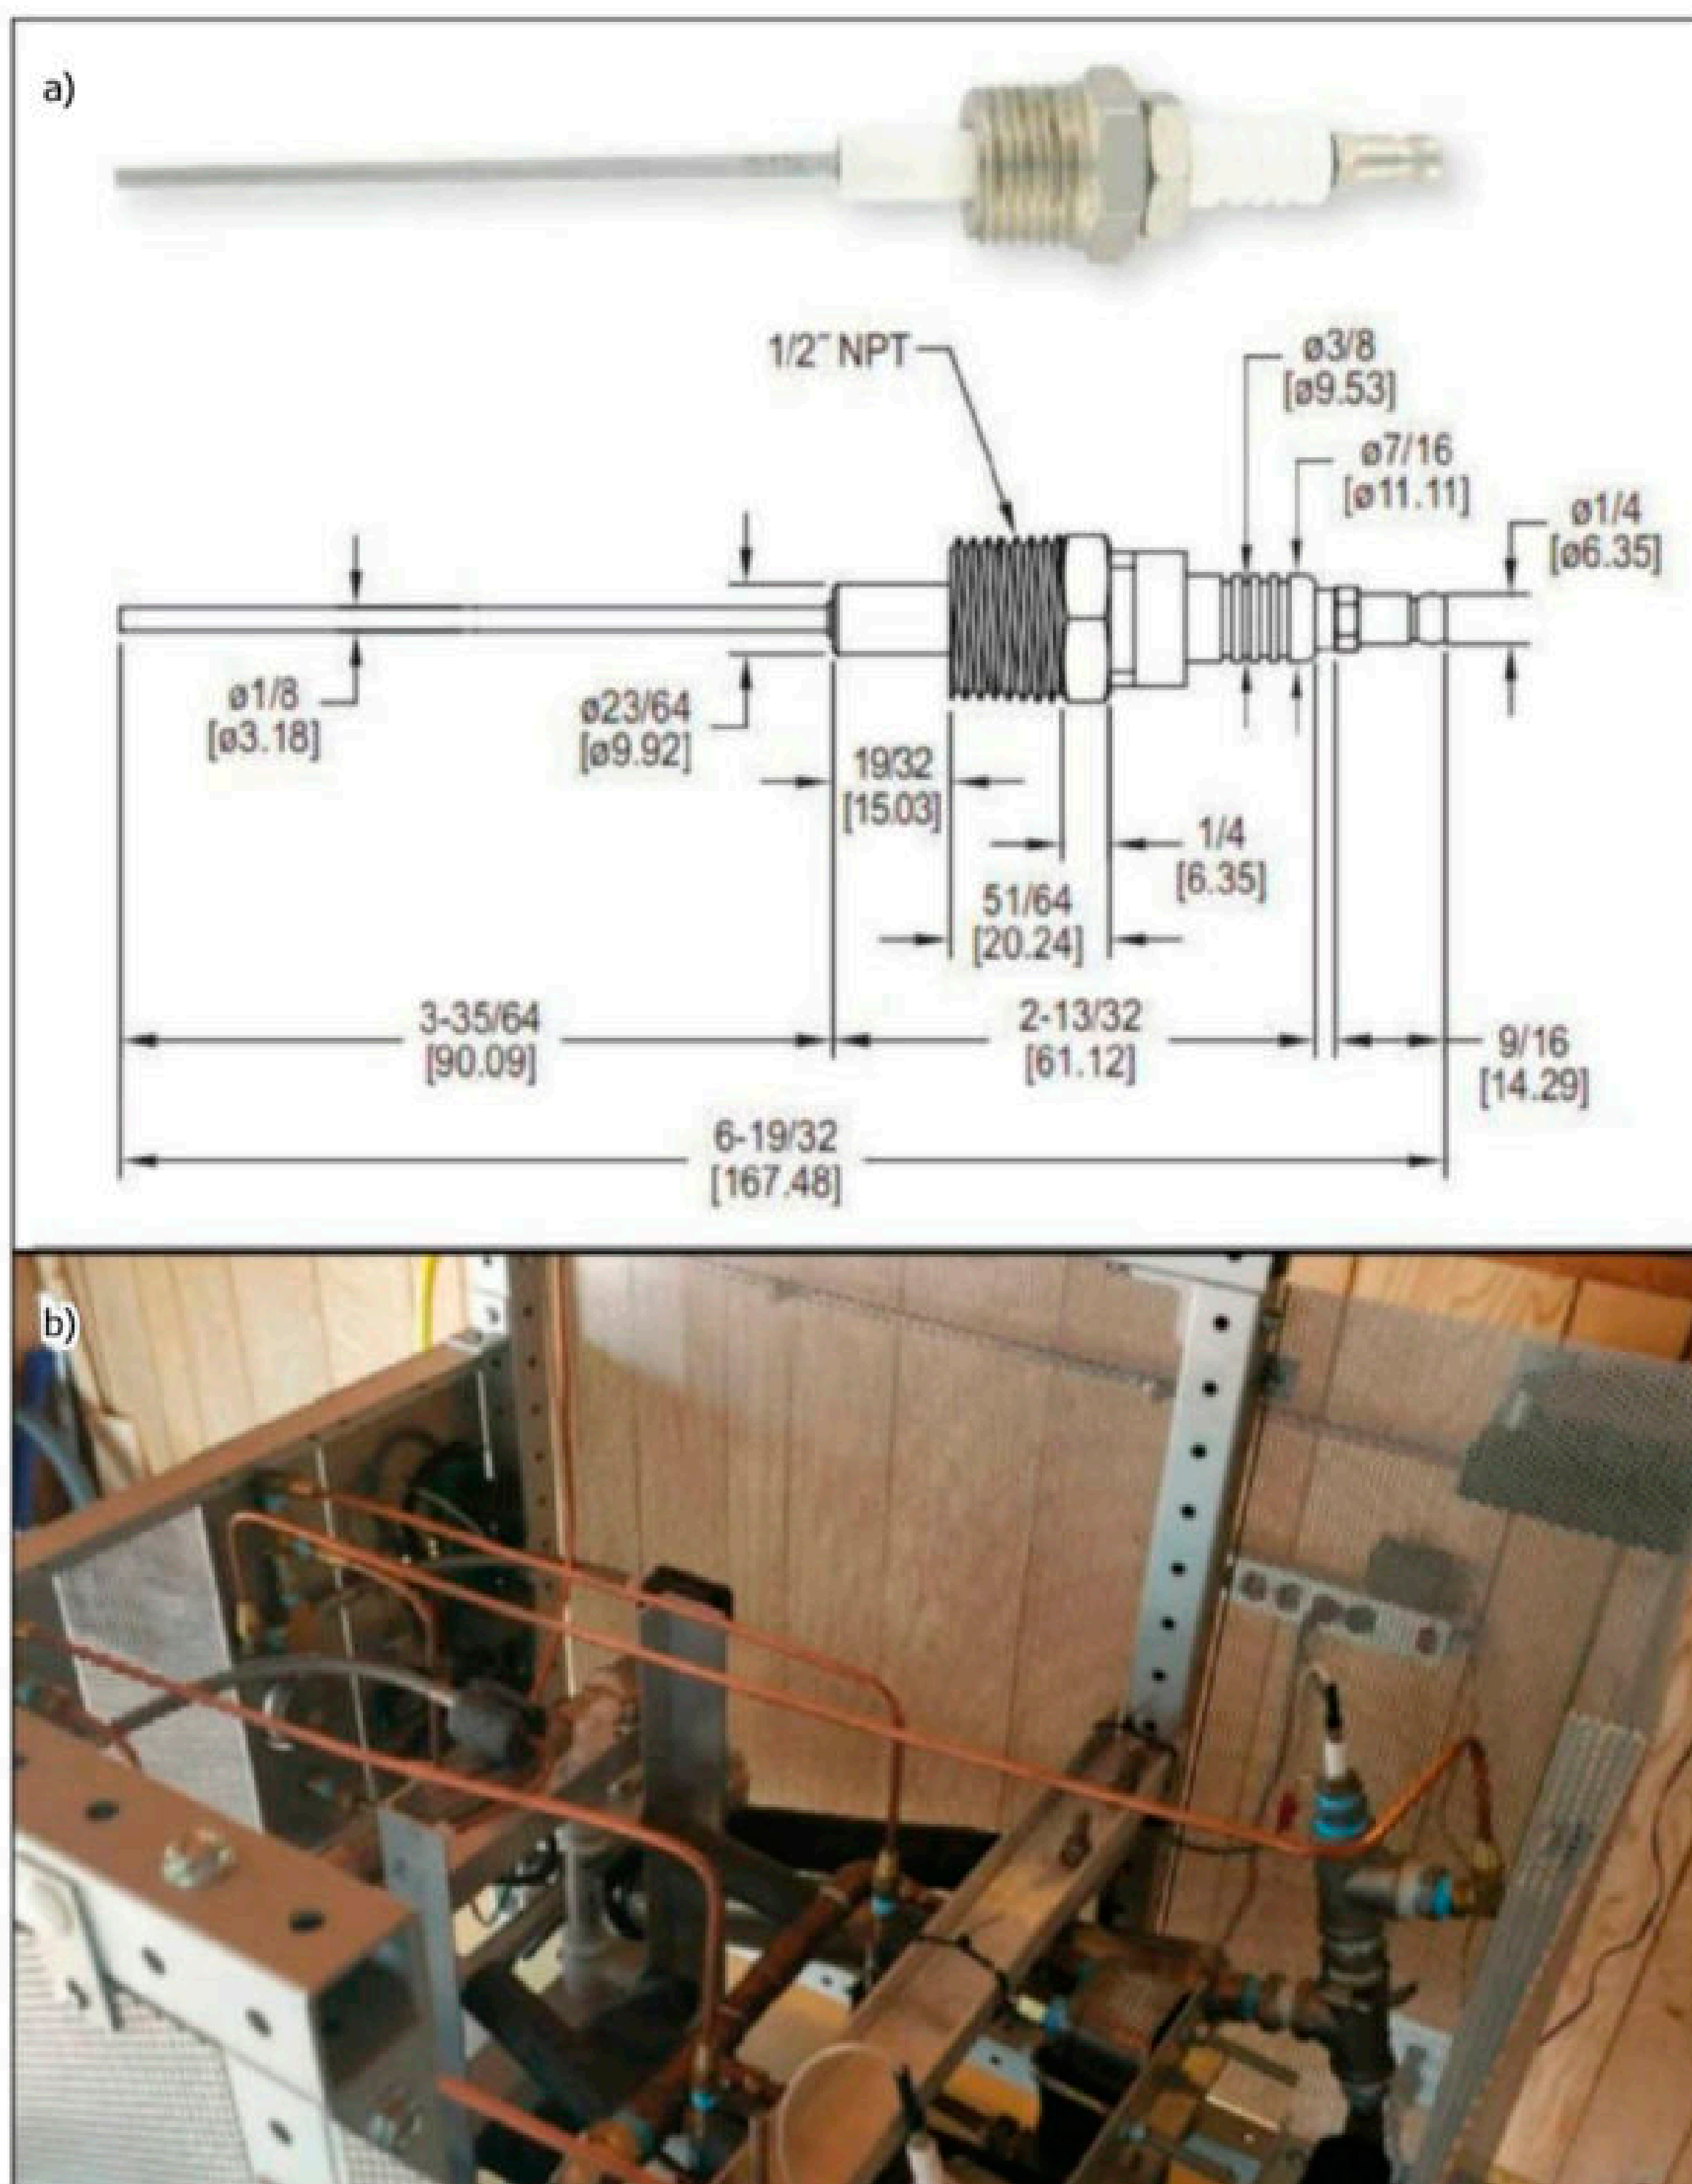 a)
1/2" NPT
ø3/8
[ø9.53]
ø7/16
[ø11.11]
ø1/4
[ø6.35]
ø1/8
[ø3.18]
ø23/64
[ø9.92]
19/32
[15.03]
1/4
[6.35]
51/64
[20.24]
3-35/64
[90.09]
2-13/32
[61.12]
9/16
[14.29]
6-19/32
[167.48]
b)